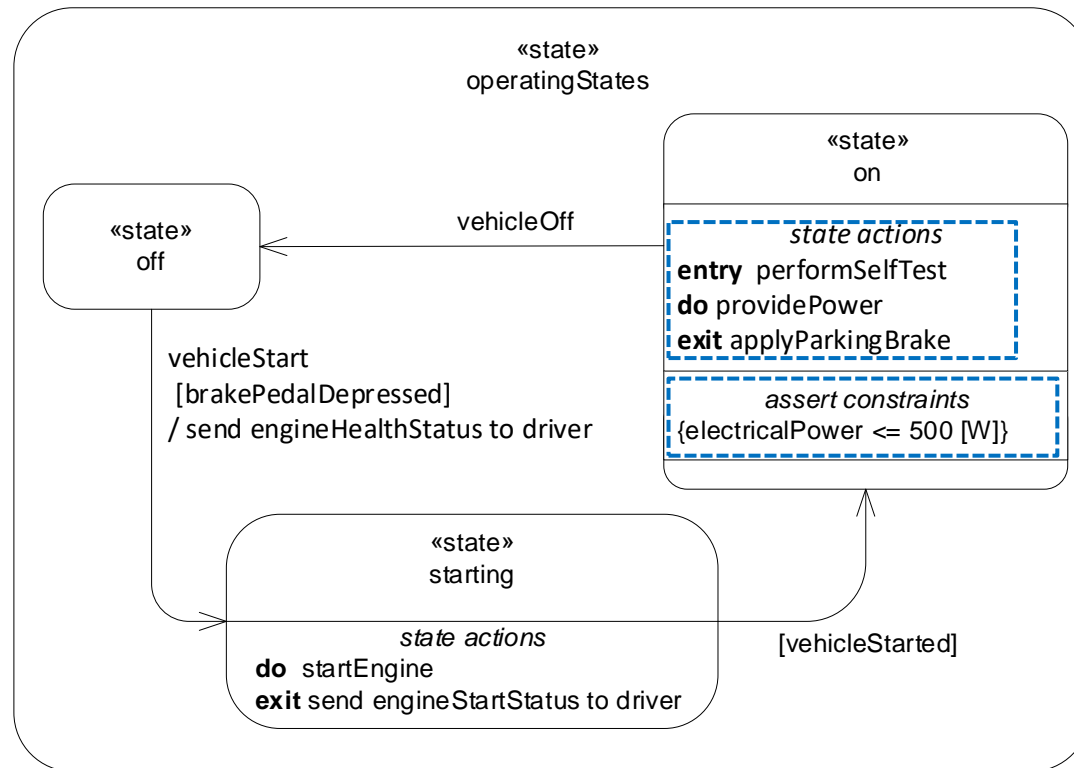 «state»
operatingStates
«state»
on
state actions
entry performSelfTest
do providePower
exit applyParkingBrake
assert constraints
{electricalPower <= 500 [W]}
vehicleOff
«state»
off
vehicleStart
[brakePedalDepressed]
/ send engineHealthStatus to driver
«state»
starting
state actions
do startEngine
exit send engineStartStatus to driver
[vehicleStarted]